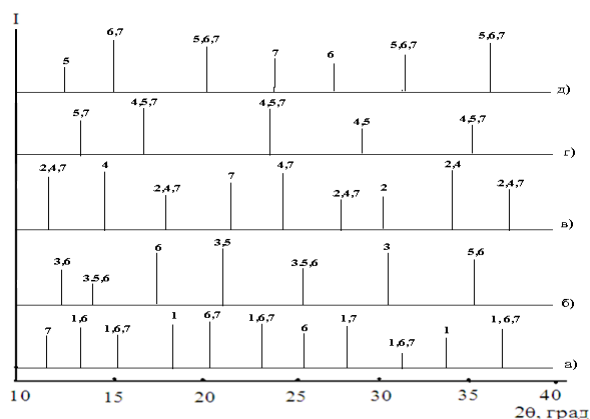 I
5 6,7 5,6,7 7 6 5,6,7 5,6,7
д)
5,7 4,5,7 4,5,7 4,5 4,5,7
г)
2,4,7 4 2,4,7 7 4,7 2,4,7 2 2,4 2,4,7
в)
3,6 3,5,6 6 3,5 3,5,6 3 5,6
б)
7 1,6 1,6,7 1 6,7 1,6,7 6 1,7 1,6,7 1 1, 6,7
а)
10 15 20 25 30 35 40
2θ, град